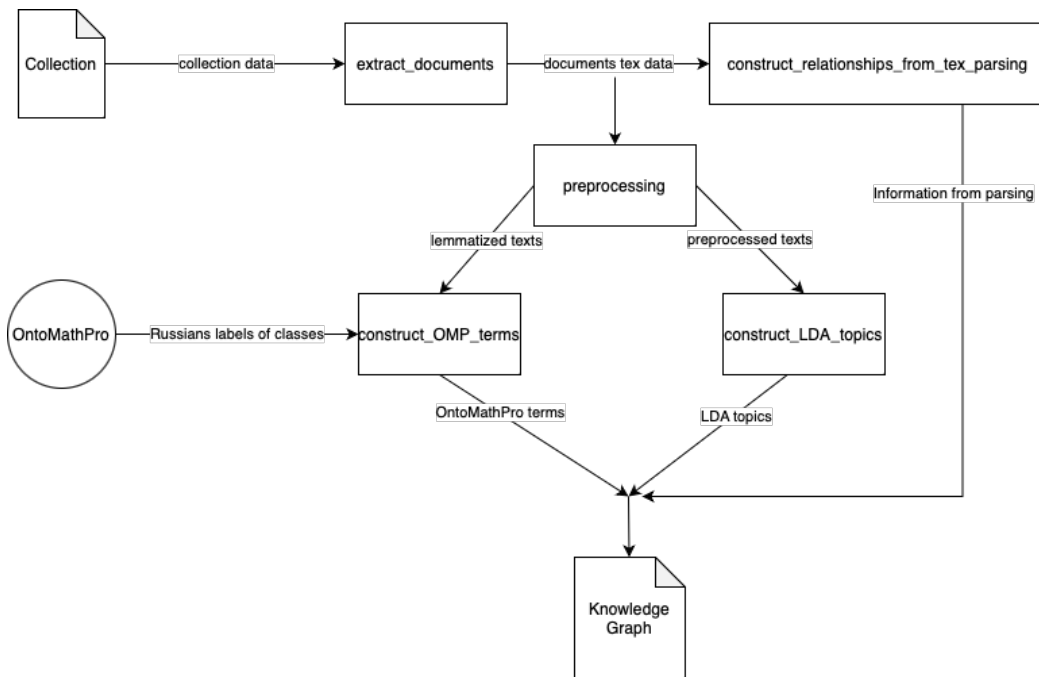 Collection
collection data
extract_documents
documents tex data
construct_relationships_from_tex_parsing
preprocessing
Information from parsing
lemmatized texts
preprocessed texts
OntoMathPro
Russians labels of classes
construct_OMP_terms
construct_LDA_topics
OntoMathPro terms
LDA topics
Knowledge
Graph